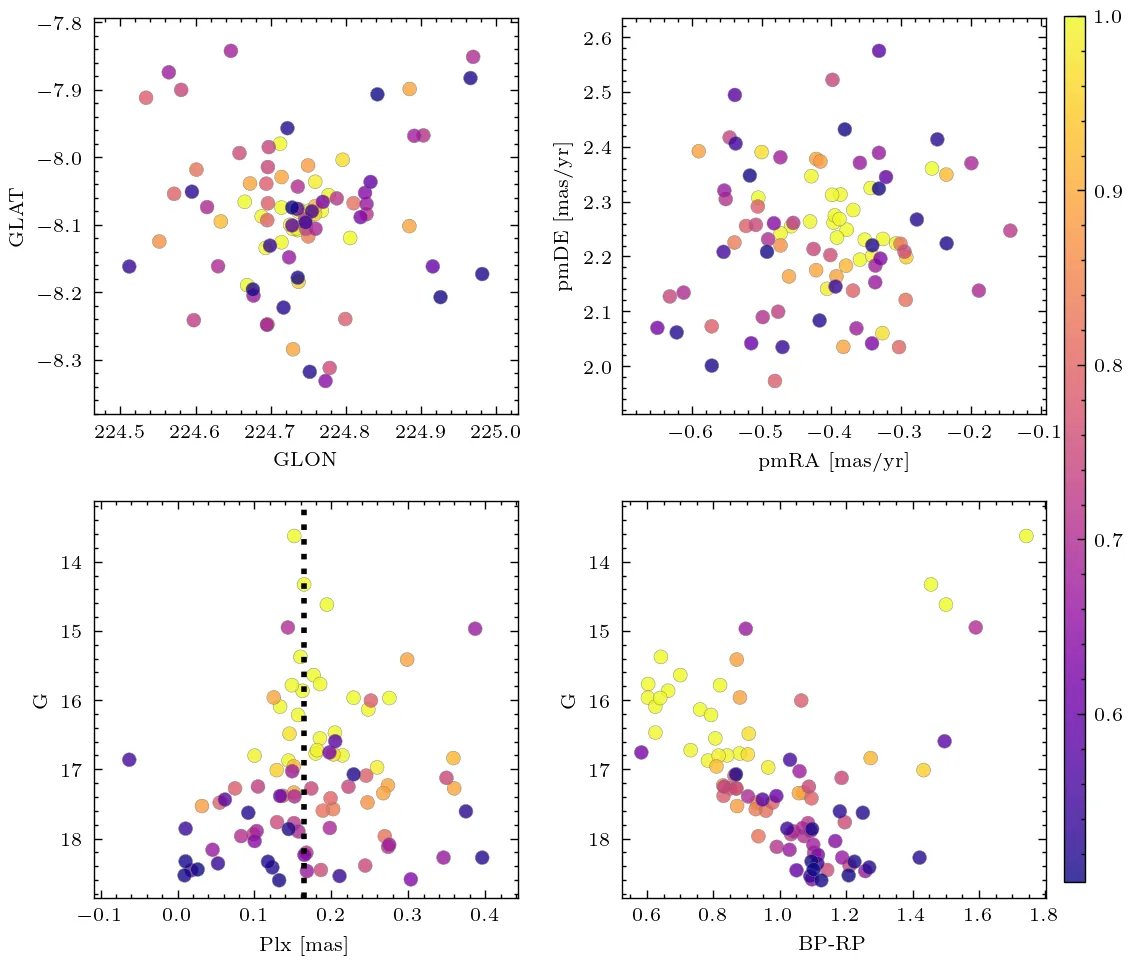 −7.8
−7.9
−8.0
−8.1
−8.2
−8.3
GLAT
224.5 224.6 224.7 224.8 224.9 225.0
GLON
2.6
2.5
2.4
2.3
2.2
2.1
2.0
pmDE [mas/yr]
−0.6 −0.5 −0.4 −0.3 −0.2 −0.1
pmRA [mas/yr]
1.0
0.9
0.8
0.7
0.6
14
15
16
17
18
G
−0.1 0.0 0.1 0.2 0.3 0.4
Plx [mas]
14
15
16
17
18
G
0.6 0.8 1.0 1.2 1.4 1.6 1.8
BP-RP